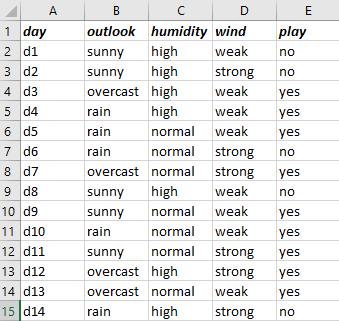 A B C D E
1 day outlook humidity wind play
2 d1 sunny high weak no
3 d2 sunny high strong no
4 d3 overcast high weak yes
5 d4 rain high weak yes
6 d5 rain normal weak yes
7 d6 rain normal strong no
8 d7 overcast normal strong yes
9 d8 sunny high weak no
10 d9 sunny normal weak yes
11 d10 rain normal weak yes
12 d11 sunny normal strong yes
13 d12 overcast high strong yes
14 d13 overcast normal weak yes
15 d14 rain high strong no